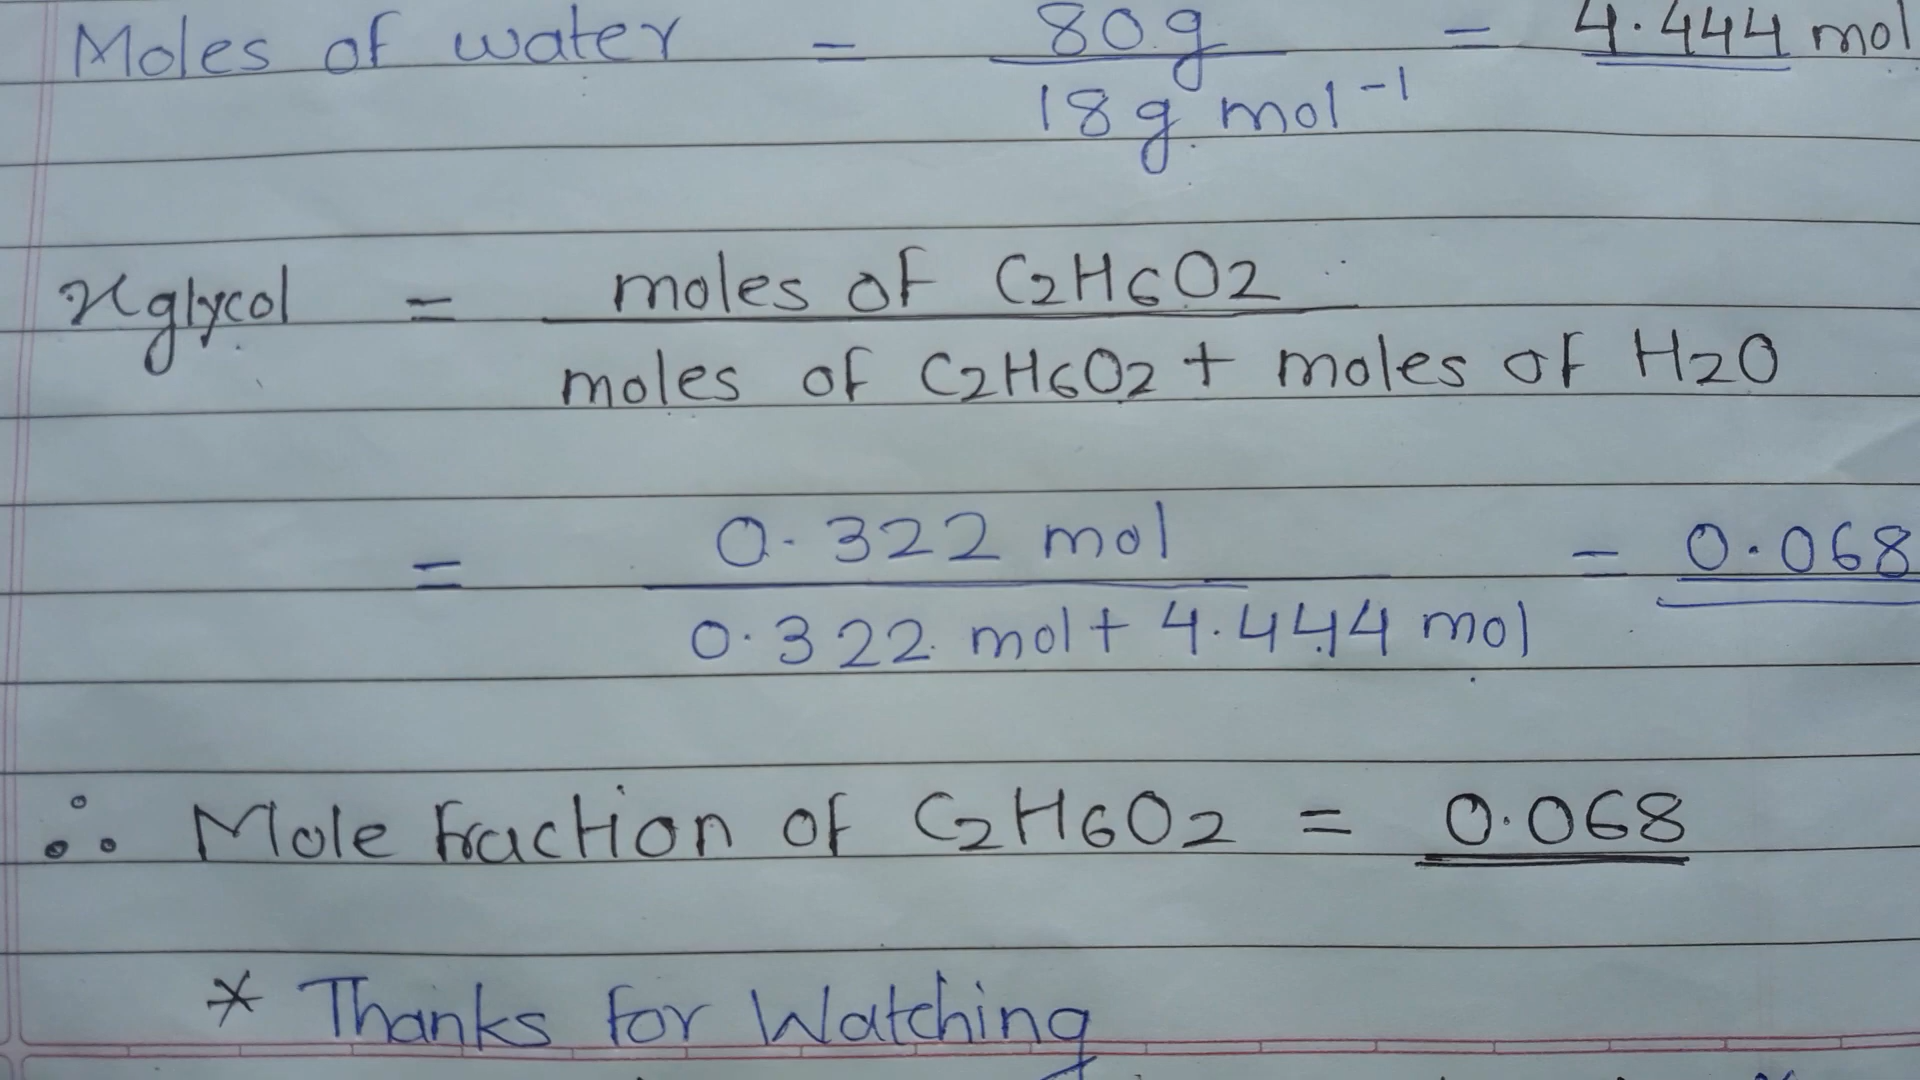 Moles of water = 80g / 18g mol⁻¹ = 4.444 mol
xglycol = moles of C2H6O2 / moles of C2H6O2 + moles of H2O
= 0.322 mol / 0.322 mol + 4.444 mol = 0.068
∴ Mole fraction of C2H6O2 = 0.068
* Thanks for Watching